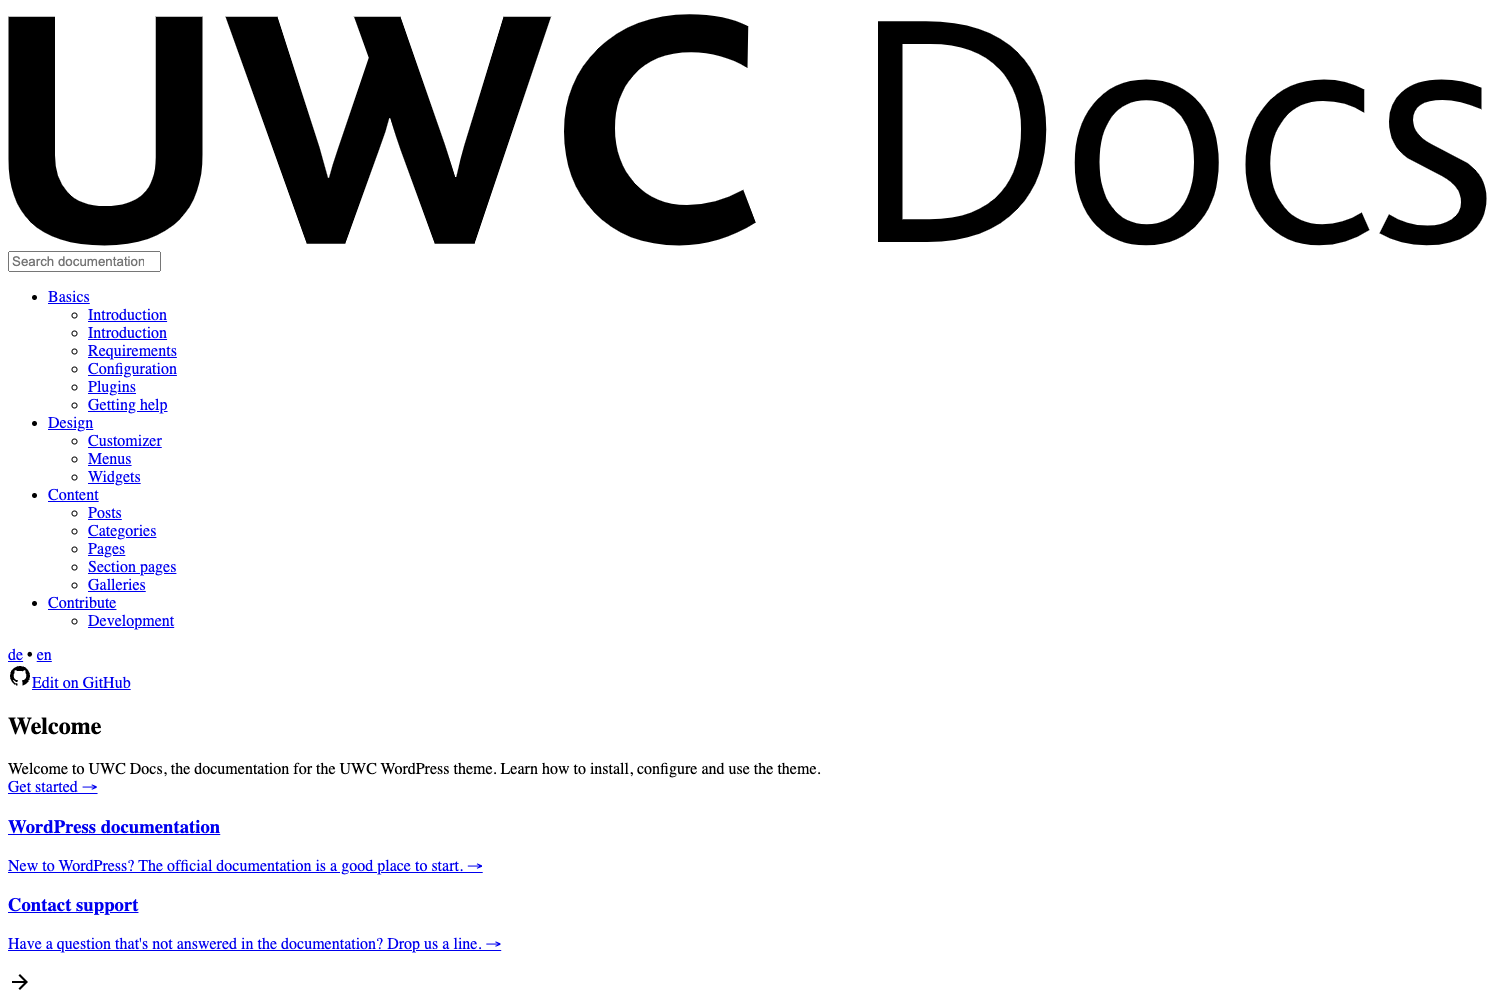 UWC Docs
Search documentation
Basics
Introduction
Introduction
Requirements
Configuration
Plugins
Getting help
Design
Customizer
Menus
Widgets
Content
Posts
Categories
Pages
Section pages
Galleries
Contribute
Development
de • en
Edit on GitHub
Welcome
Welcome to UWC Docs, the documentation for the UWC WordPress theme. Learn how to install, configure and use the theme.
Get started →
WordPress documentation
New to WordPress? The official documentation is a good place to start. →
Contact support
Have a question that's not answered in the documentation? Drop us a line. →